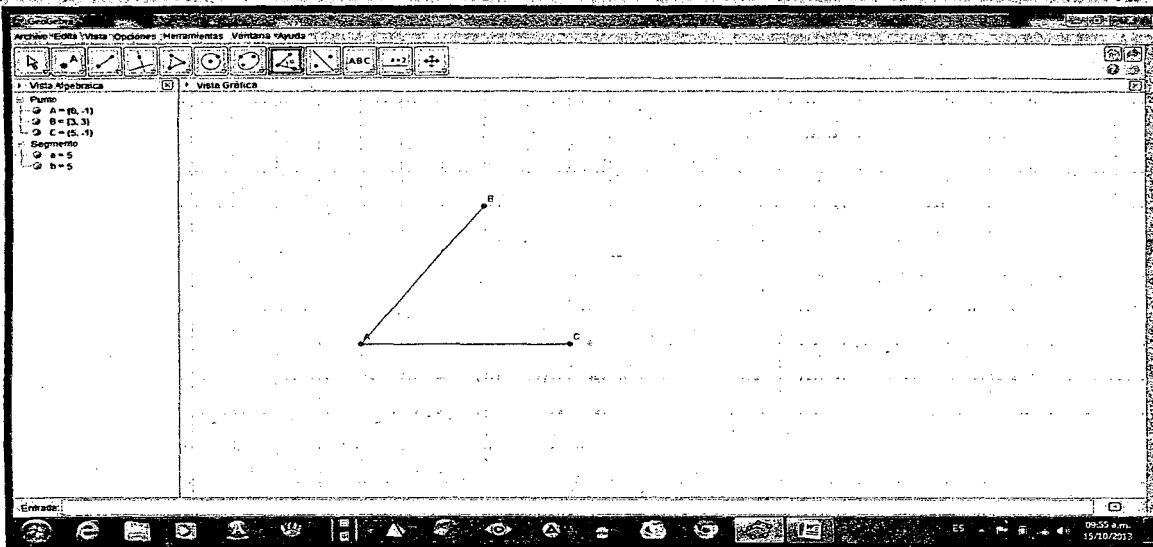 GeoGebra
Archivo Edita Vista Opciones Herramientas Ventana Ayuda
A
ABC
a=2
Vista Algebraica
Vista Gráfica
Punto
A = (0, -1)
B = (3, 3)
C = (5, -1)
Segmento
a = 5
b = 5
B
A
C
Entrada:
ES
09:55 a.m.
15/10/2013